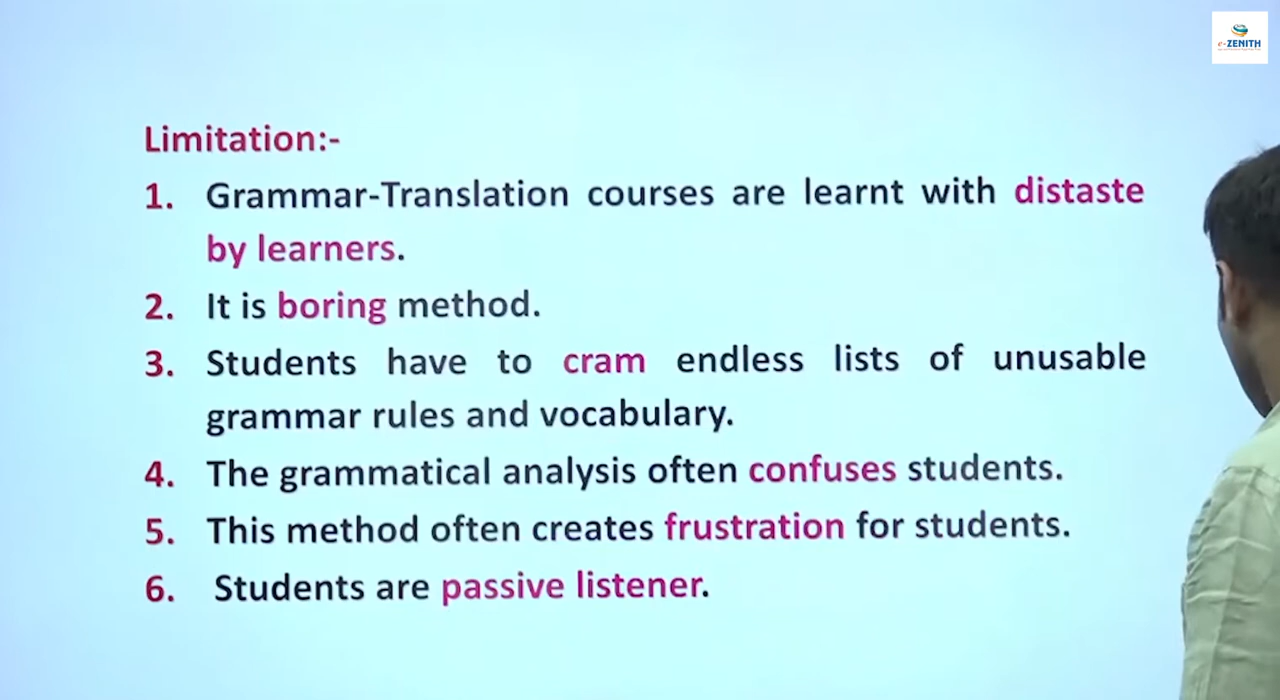 e-ZENITH
Limitation:-
1. Grammar-Translation courses are learnt with distaste
by learners.
2. It is boring method.
3. Students have to cram endless lists of unusable
grammar rules and vocabulary.
4. The grammatical analysis often confuses students.
5. This method often creates frustration for students.
6. Students are passive listener.